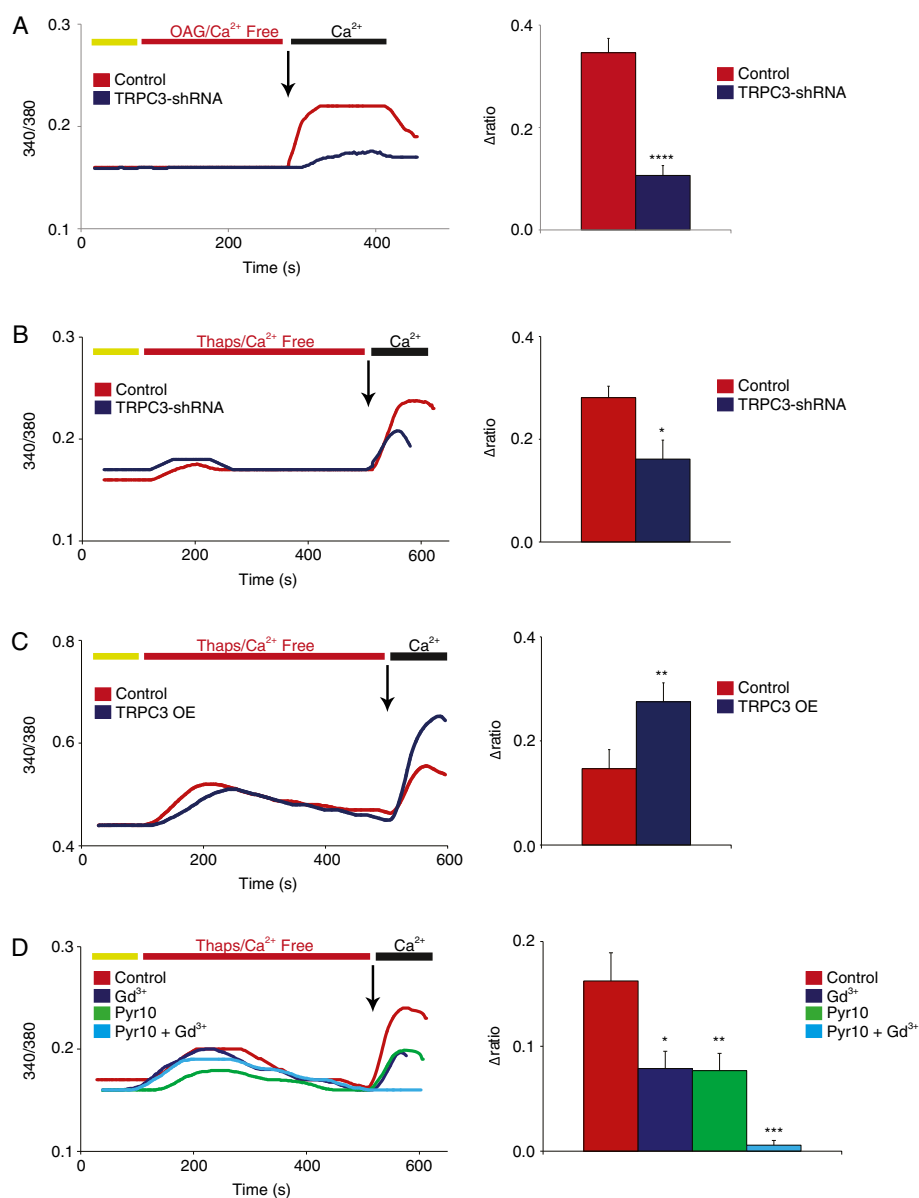 A
OAG/Ca²⁺ Free
Ca²⁺
Control
TRPC3-shRNA
340/380
0.3
0.2
0.1
0
200
400
Time (s)
Δratio
0.4
0.2
0.0
****
Control
TRPC3-shRNA
B
Thaps/Ca²⁺ Free
Ca²⁺
Control
TRPC3-shRNA
340/380
0.3
0.2
0.1
0
200
400
600
Time (s)
Δratio
0.4
0.2
0.0
*
Control
TRPC3-shRNA
C
Thaps/Ca²⁺ Free
Ca²⁺
Control
TRPC3 OE
340/380
0.8
0.6
0.4
0
200
400
600
Time (s)
Δratio
0.4
0.2
0.0
**
Control
TRPC3 OE
D
Thaps/Ca²⁺ Free
Ca²⁺
Control
Gd³⁺
Pyr10
Pyr10 + Gd³⁺
340/380
0.3
0.2
0.1
0
200
400
600
Time (s)
Δratio
0.2
0.1
0.0
*
**
***
Control
Gd³⁺
Pyr10
Pyr10 + Gd³⁺